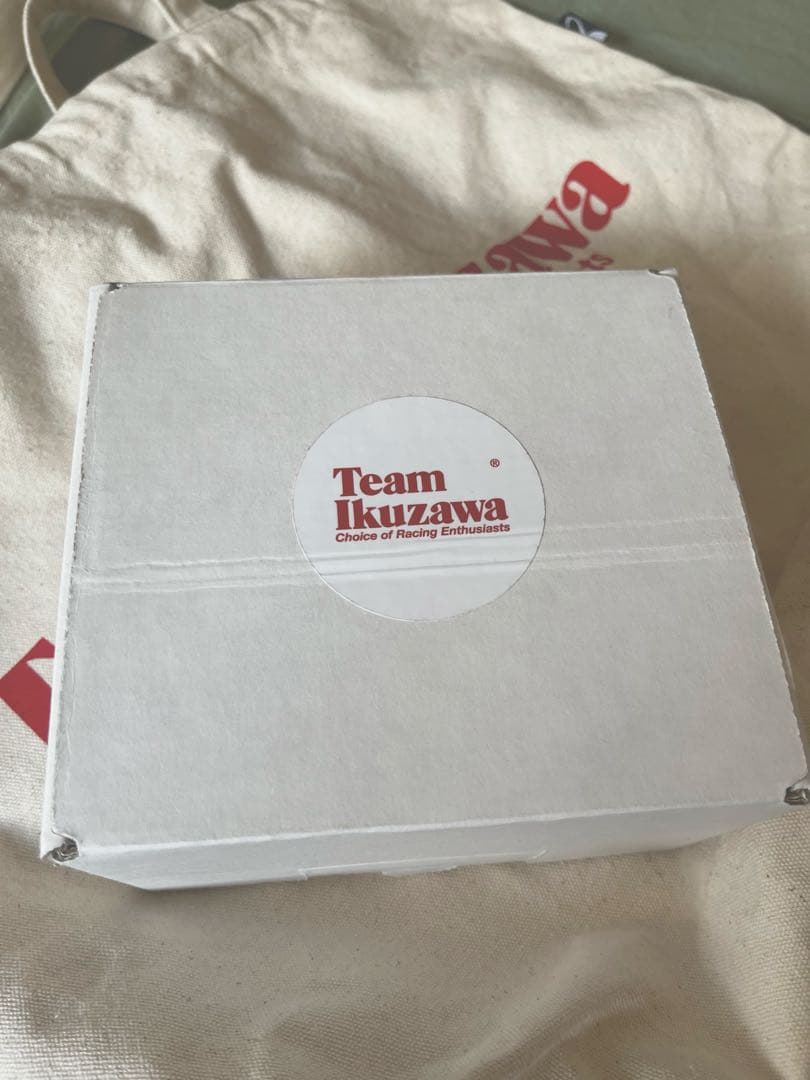 Team ®
Ikuzawa
Choice of Racing Enthusiasts